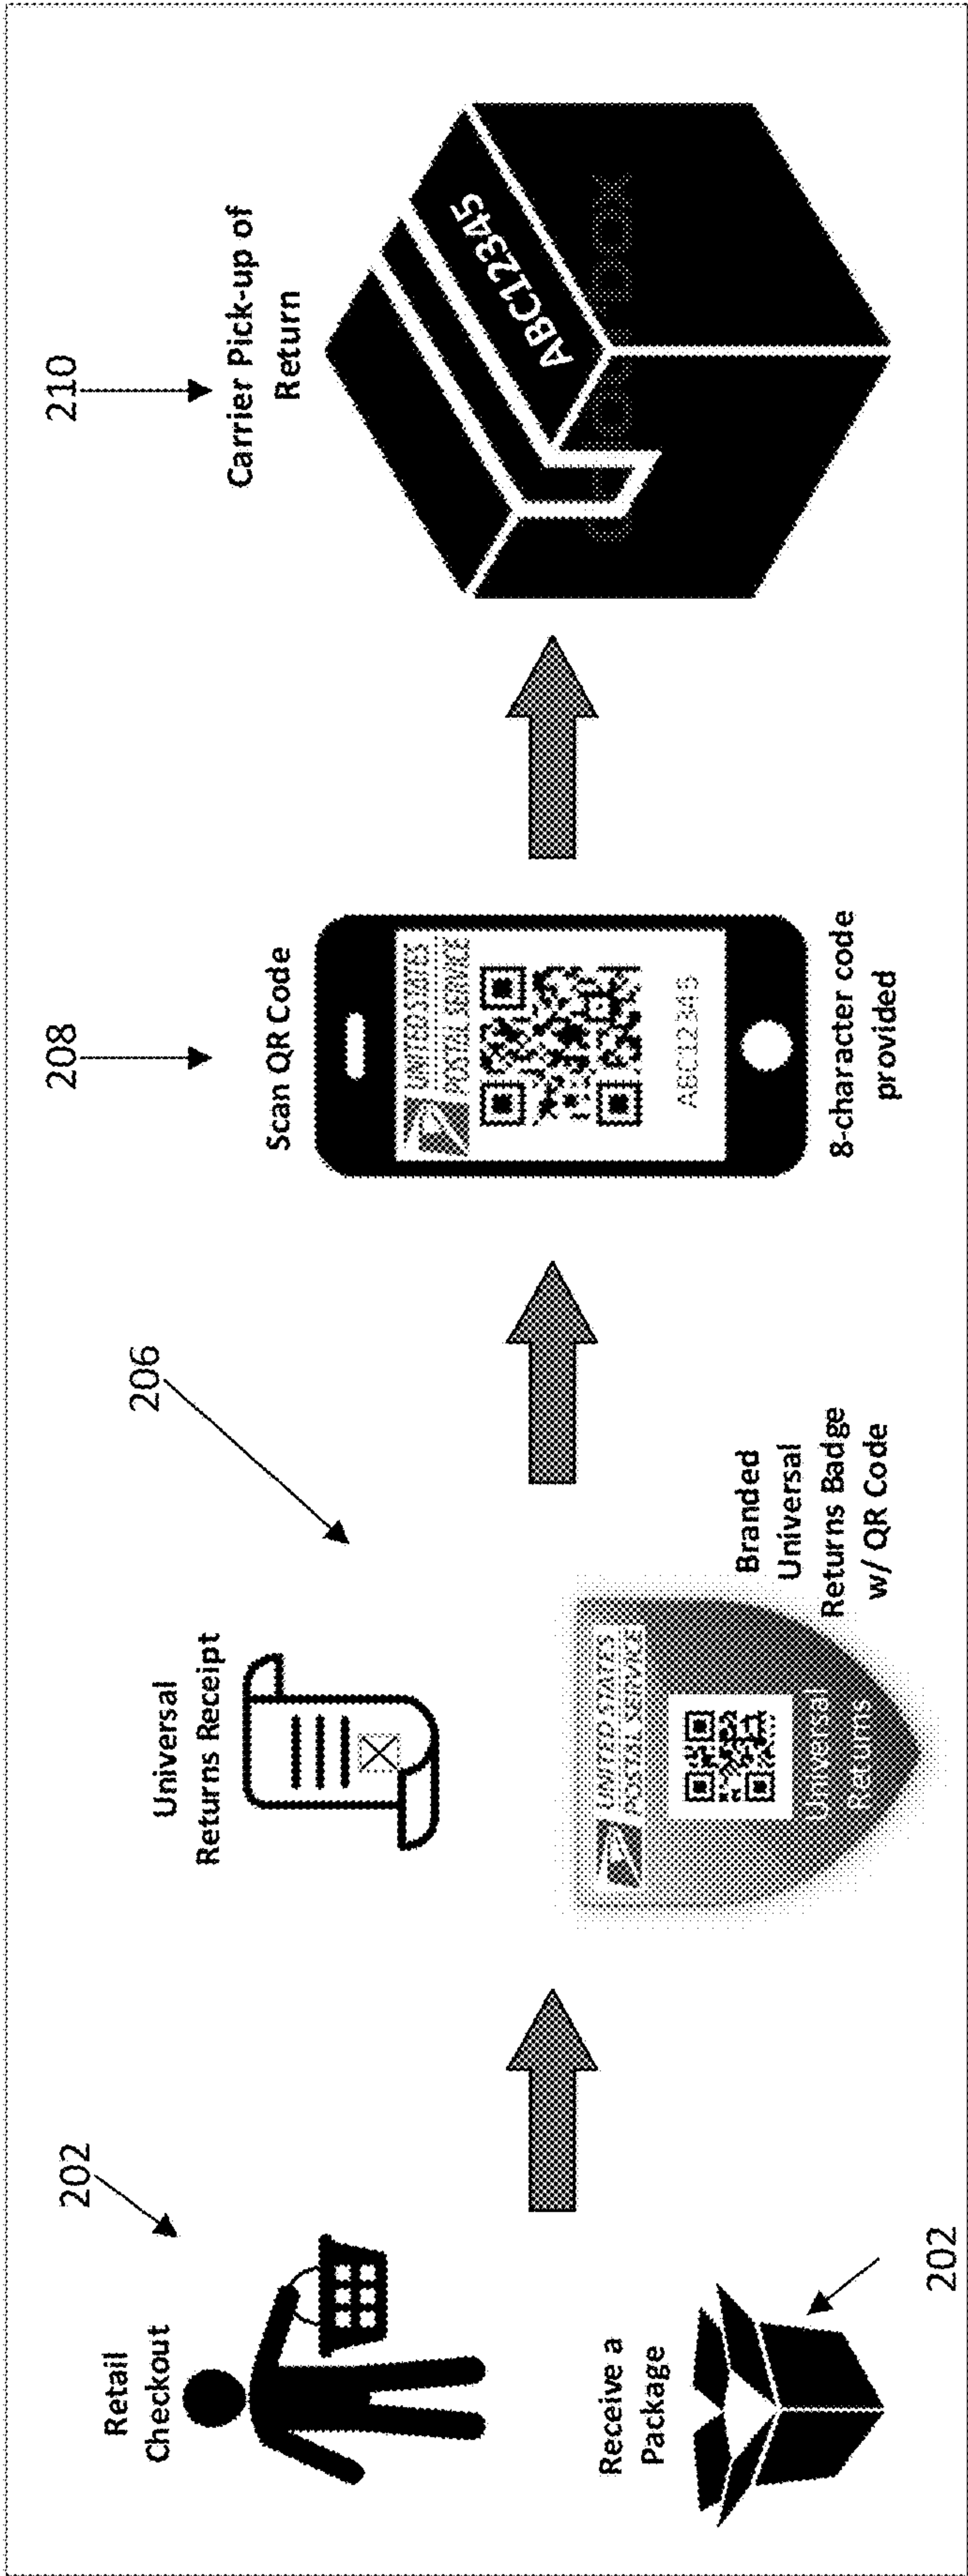 202
Retail
Checkout
Receive a
Package
202
206
Universal
Returns Receipt
UNITED STATES
POSTAL SERVICE
Universal
Returns
Branded
Universal
Returns Badge
w/ QR Code
208
Scan QR Code
UNITED STATES
POSTAL SERVICE
ABC12345
8-character code
provided
210
Carrier Pick-up of
Return
ABC12345